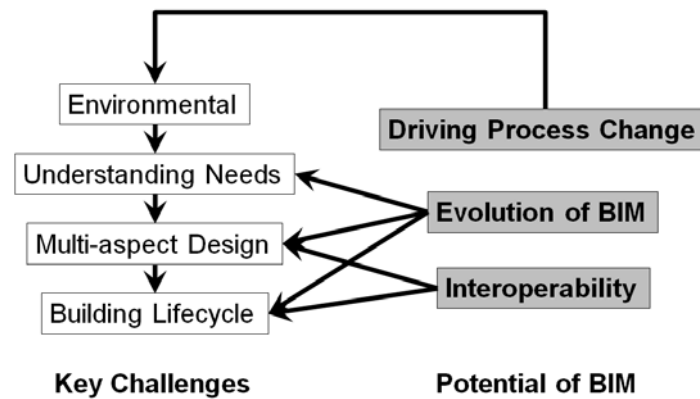 Environmental
Driving Process Change
Understanding Needs
Evolution of BIM
Multi-aspect Design
Interoperability
Building Lifecycle
Key Challenges
Potential of BIM